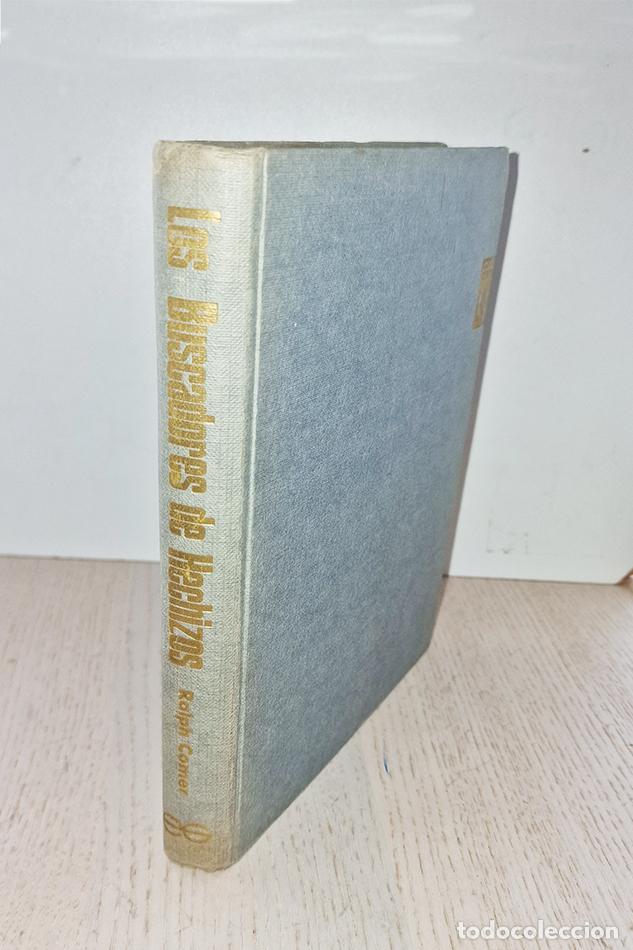 Los Buscadores de Hechizos
Ralph Comer
todocoleccion